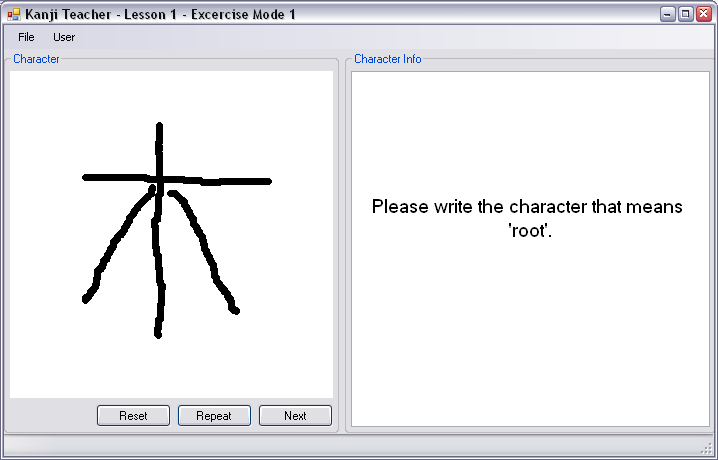 Kanji Teacher - Lesson 1 - Excercise Mode 1
File User
Character
Character Info
木
Please write the character that means
'root'.
Reset Repeat Next